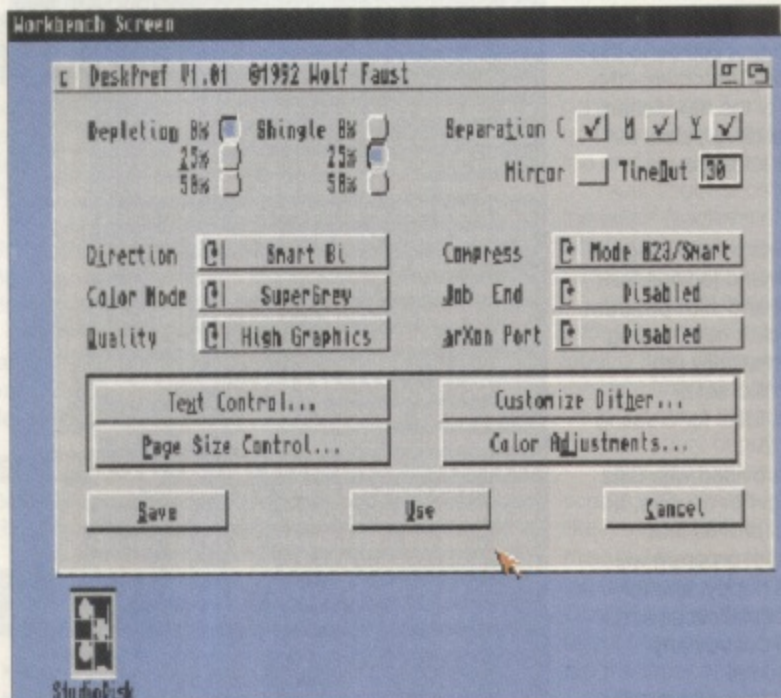 Workbench Screen
DeskPref V1.01 ©1992 Wolf Faust
Depletion 0% Shingle 0% Separation C M Y
25% 25% Mirror TimeOut 30
50% 50%
Direction Smart Bi Compress Mode M23/Smart
Color Mode SuperGrey Job End Disabled
Quality High Graphics arXon Port Disabled
Text Control... Customize Dither...
Page Size Control... Color Adjustments...
Save Use Cancel
StudioDisk